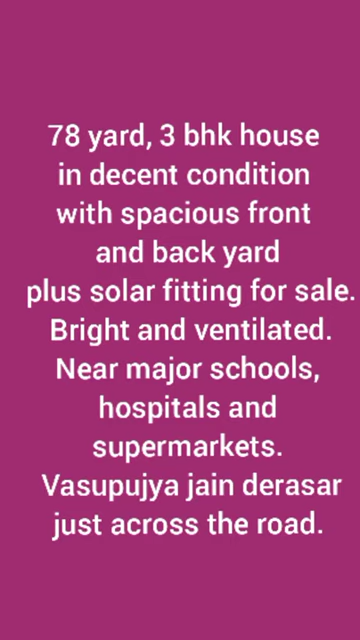 78 yard, 3 bhk house
in decent condition
with spacious front
and back yard
plus solar fitting for sale.
Bright and ventilated.
Near major schools,
hospitals and
supermarkets.
Vasupujya jain derasar
just across the road.